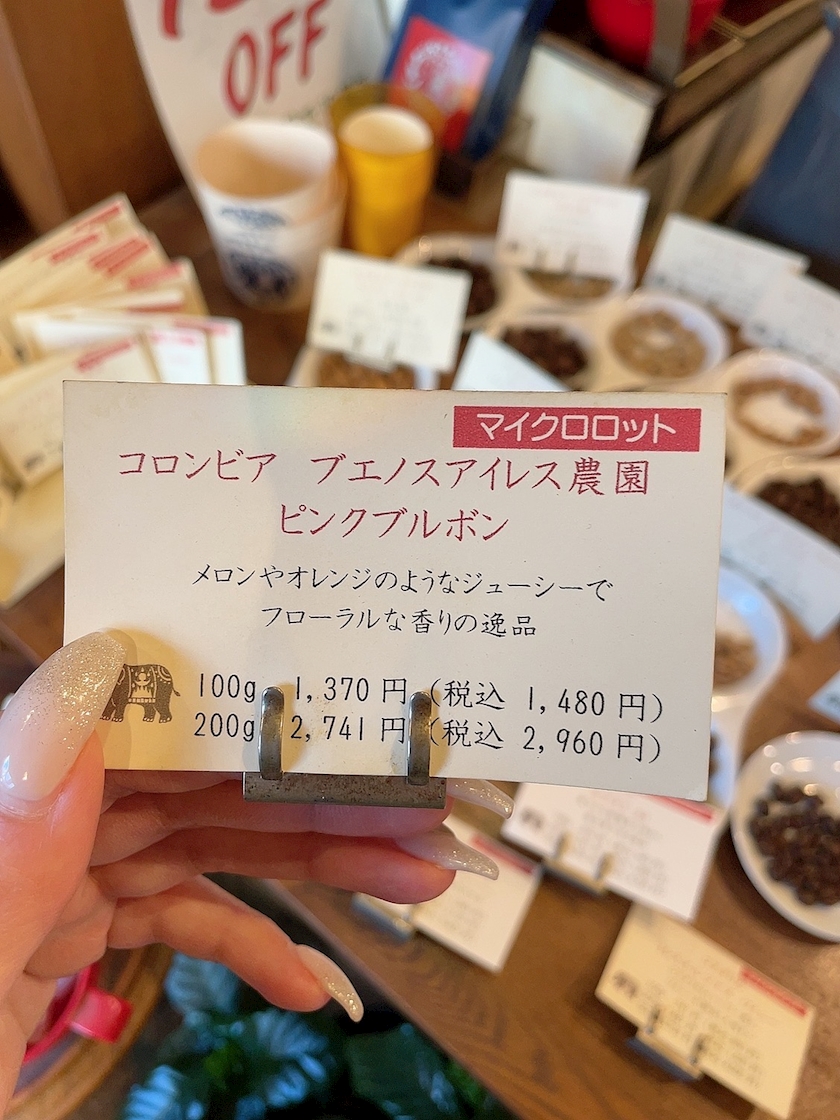 OFF
マイクロロット
コロンビア ブエノスアイレス農園
ピンクブルボン
メロンやオレンジのようなジューシーで
フローラルな香りの逸品
100g 1,370円 (税込 1,480円)
200g 2,741円 (税込 2,960円)